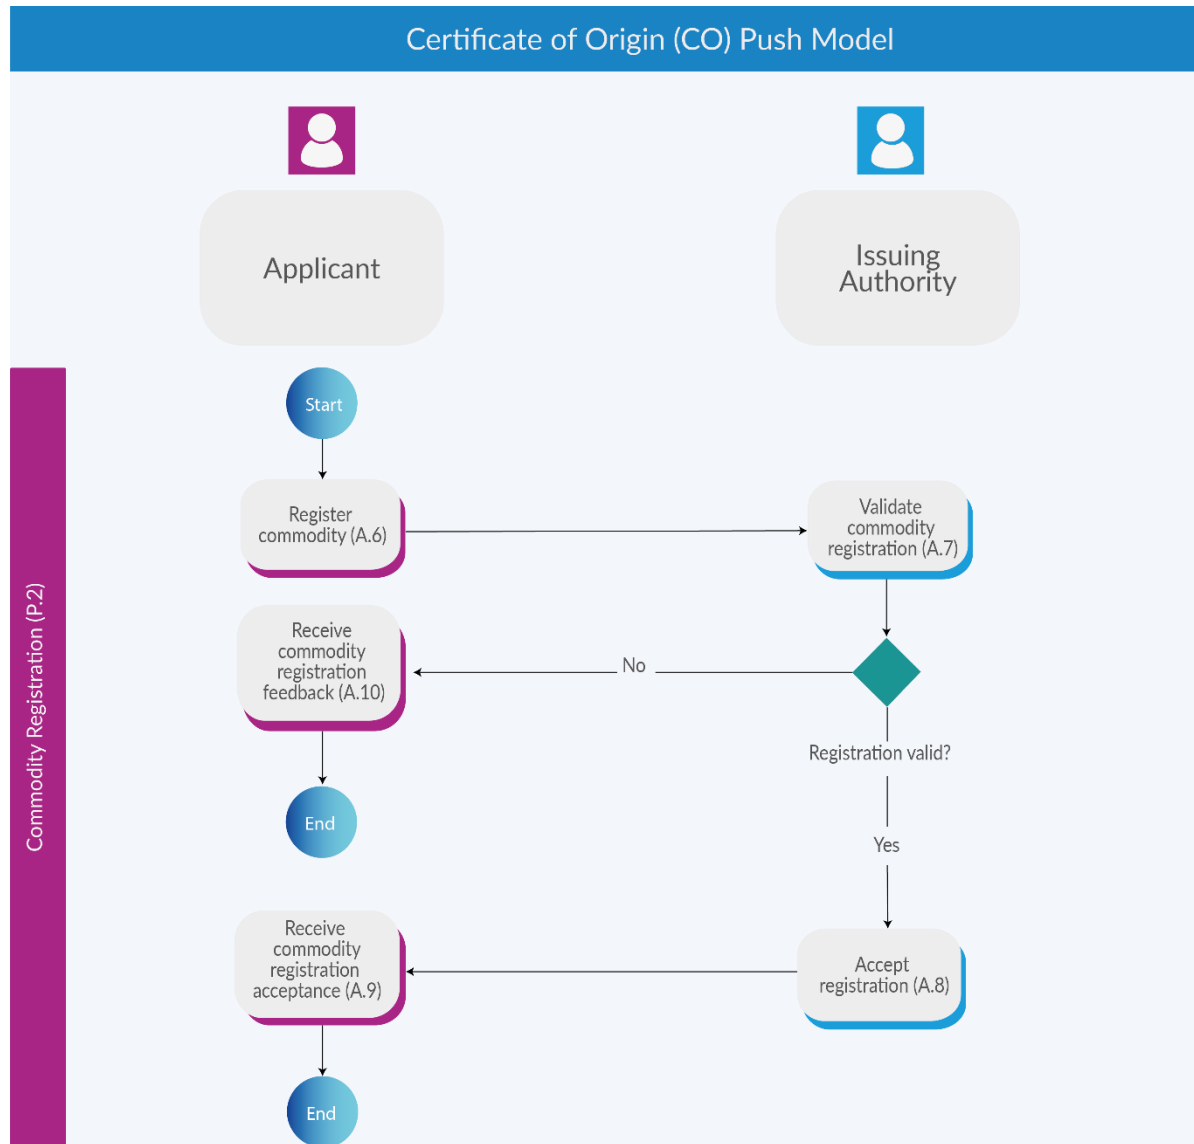 Certificate of Origin (CO) Push Model
Applicant
Issuing
Authority
Commodity Registration (P.2)
Start
Register
commodity (A.6)
Validate
commodity
registration (A.7)
Receive
commodity
registration
feedback (A.10)
No
Registration valid?
End
Yes
Receive
commodity
registration
acceptance (A.9)
Accept
registration (A.8)
End